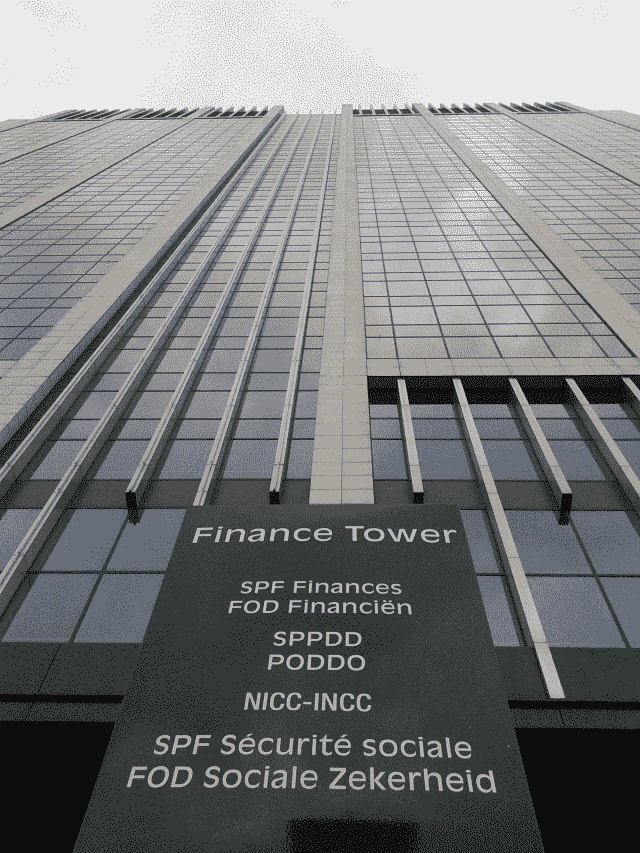 Finance Tower
SPF Finances
FOD Financiën
SPPDD
PODDO
NICC-INCC
SPF Sécurité sociale
FOD Sociale Zekerheid